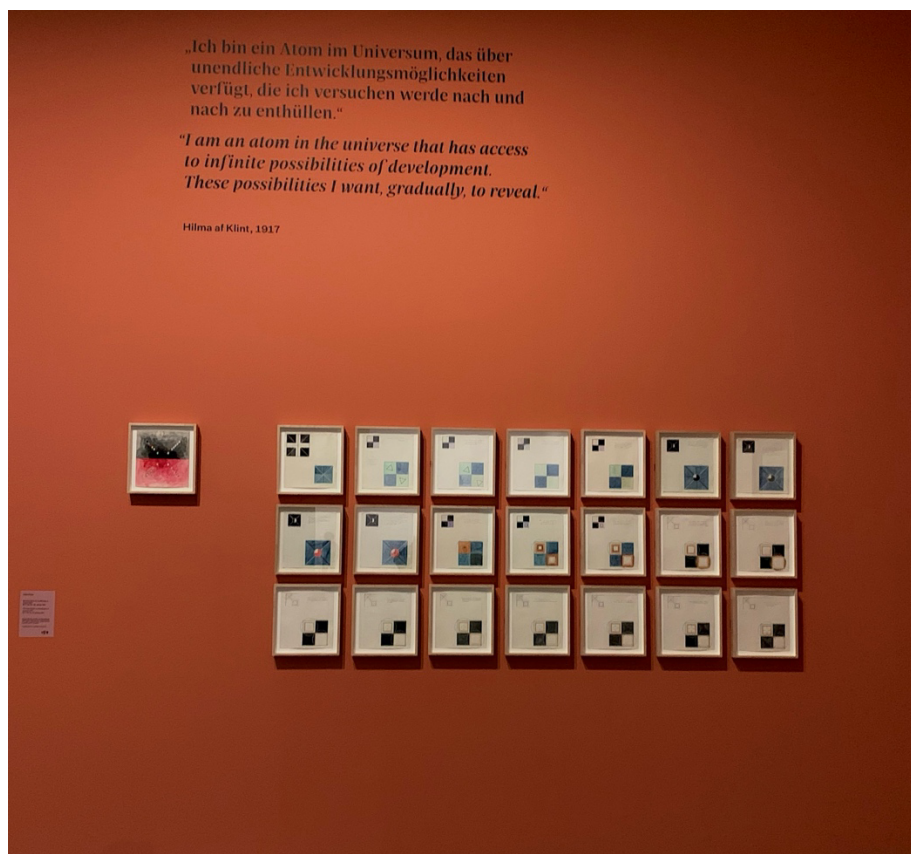 „Ich bin ein Atom im Universum, das über
unendliche Entwicklungsmöglichkeiten
verfügt, die ich versuchen werde nach und
nach zu enthüllen.“
“I am an atom in the universe that has access
to infinite possibilities of development.
These possibilities I want, gradually, to reveal.“
Hilma af Klint, 1917